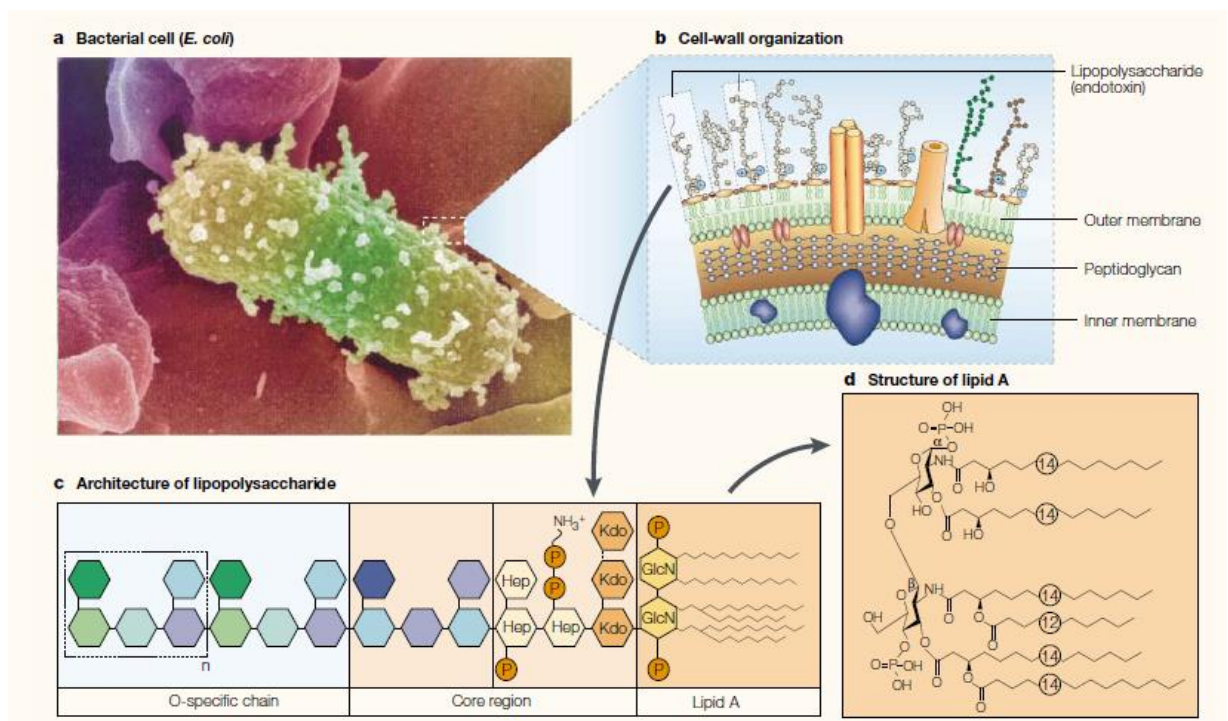 a Bacterial cell (E. coli)
b Cell-wall organization
Lipopolysaccharide
(endotoxin)
Outer membrane
Peptidoglycan
Inner membrane
d Structure of lipid A
OH
O=P-OH
O
α
O
NH
O
14
HO
O
HO
O
O
HO
14
O
β
NH
O
O
14
HO
O
12
O
O=P-OH
OH
O
O
O
14
O
14
c Architecture of lipopolysaccharide
NH3+
P
P
Hep
Hep
Hep
P
Kdo
Kdo
Kdo
P
GlcN
GlcN
P
n
O-specific chain
Core region
Lipid A